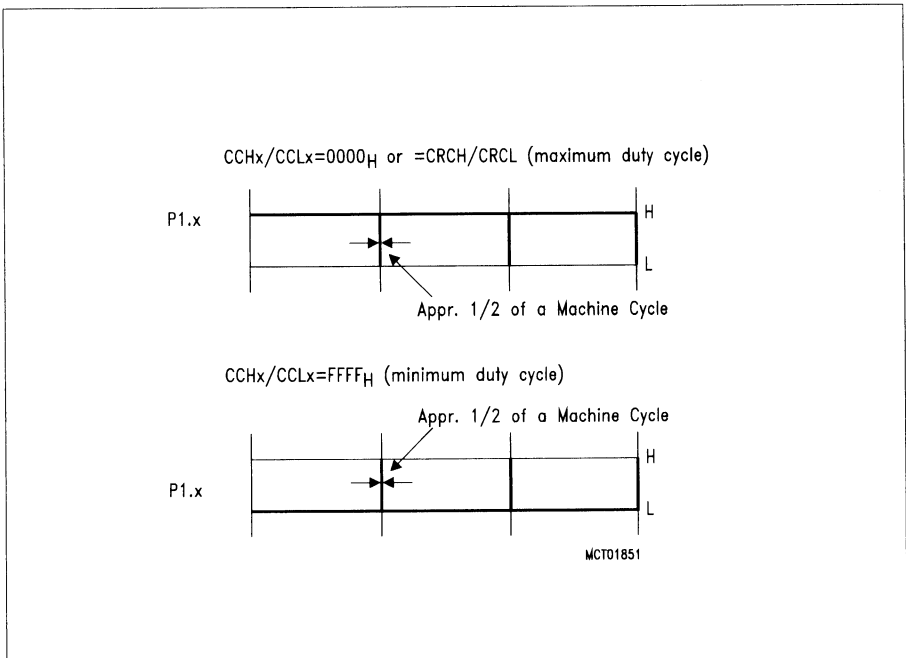 CCHx/CCLx=0000H or =CRCH/CRCL (maximum duty cycle)
P1.x
H
L
Appr. 1/2 of a Machine Cycle
CCHx/CCLx=FFFFH (minimum duty cycle)
Appr. 1/2 of a Machine Cycle
H
P1.x
L
MCT01851